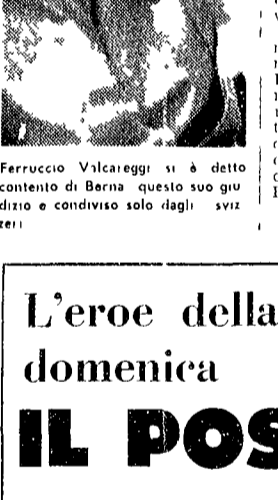 Ferruccio Valcareggi si è detto
contento di Berna questo suo giu
dizio e condiviso solo dagli sviz
zeri
L'eroe della
domenica
IL POS